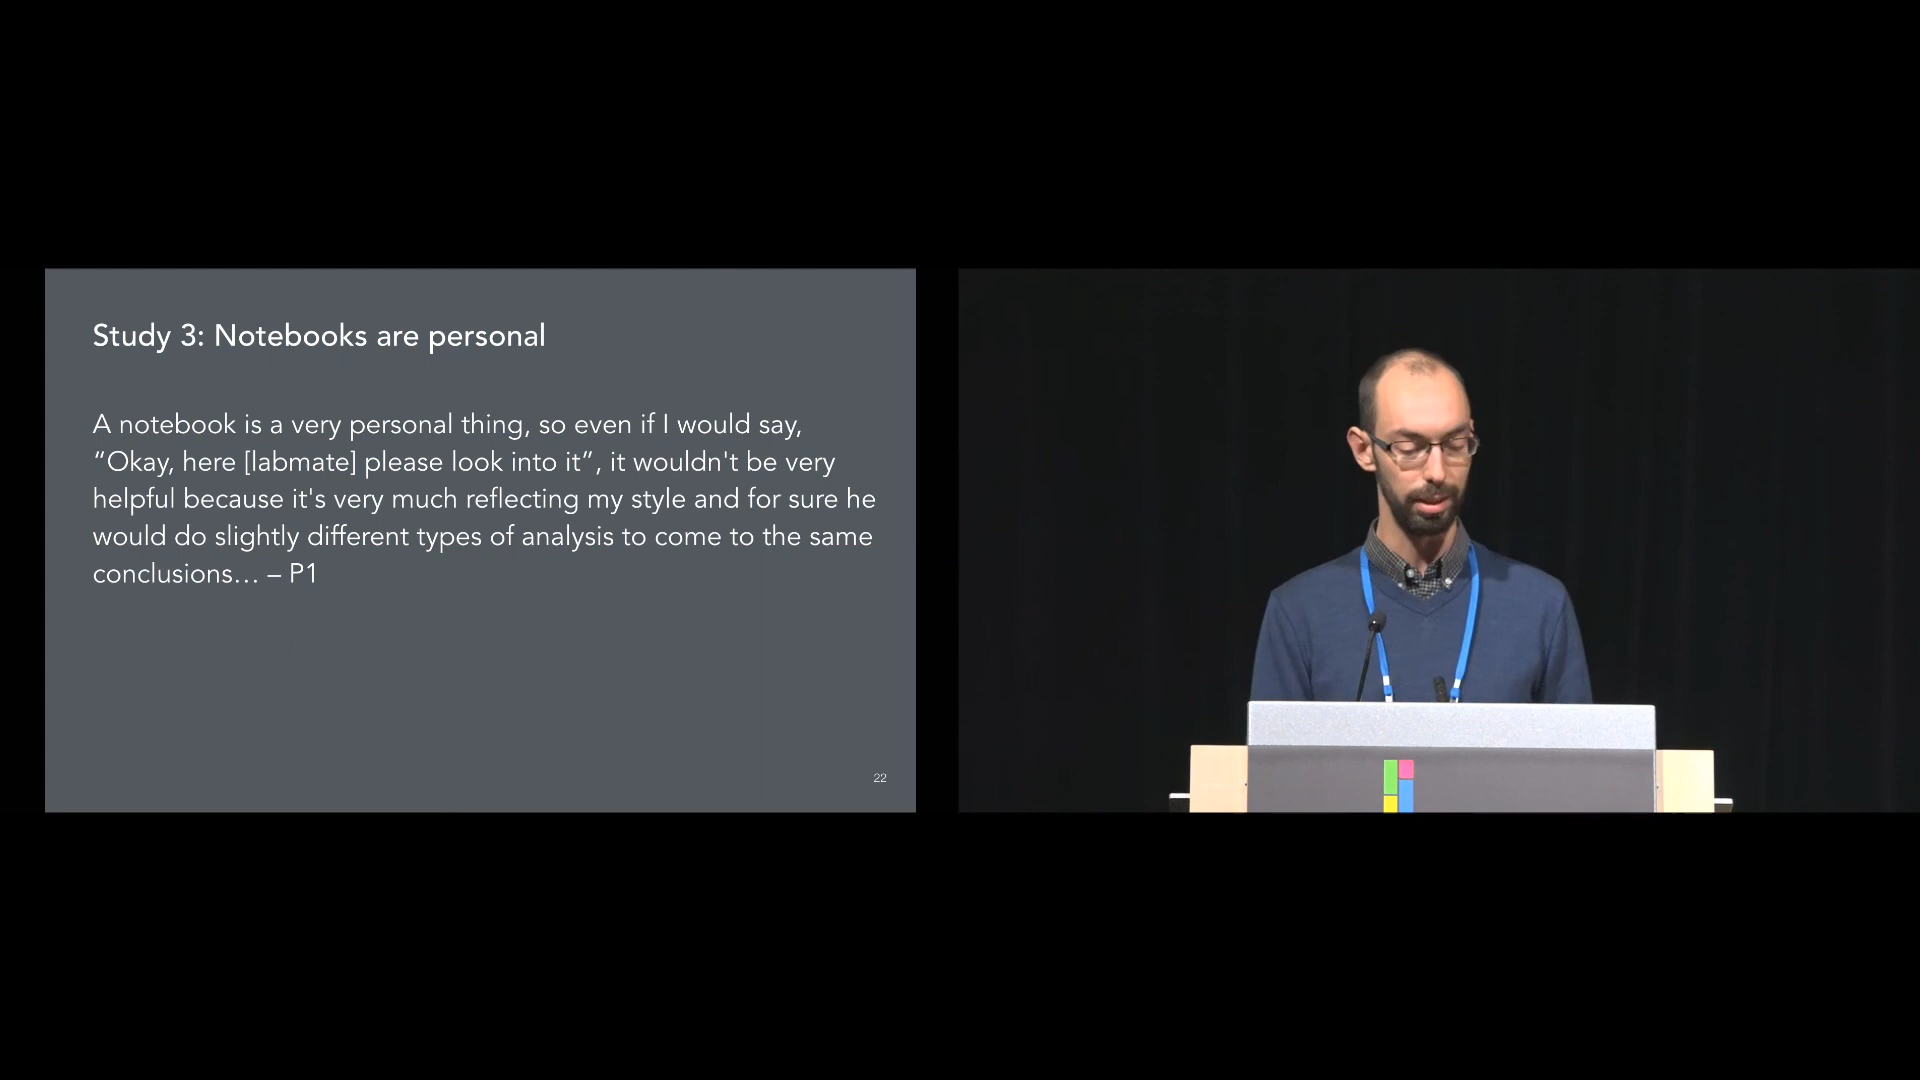 Study 3: Notebooks are personal
A notebook is a very personal thing, so even if I would say,
“Okay, here [labmate] please look into it”, it wouldn't be very
helpful because it's very much reflecting my style and for sure he
would do slightly different types of analysis to come to the same
conclusions… – P1
22